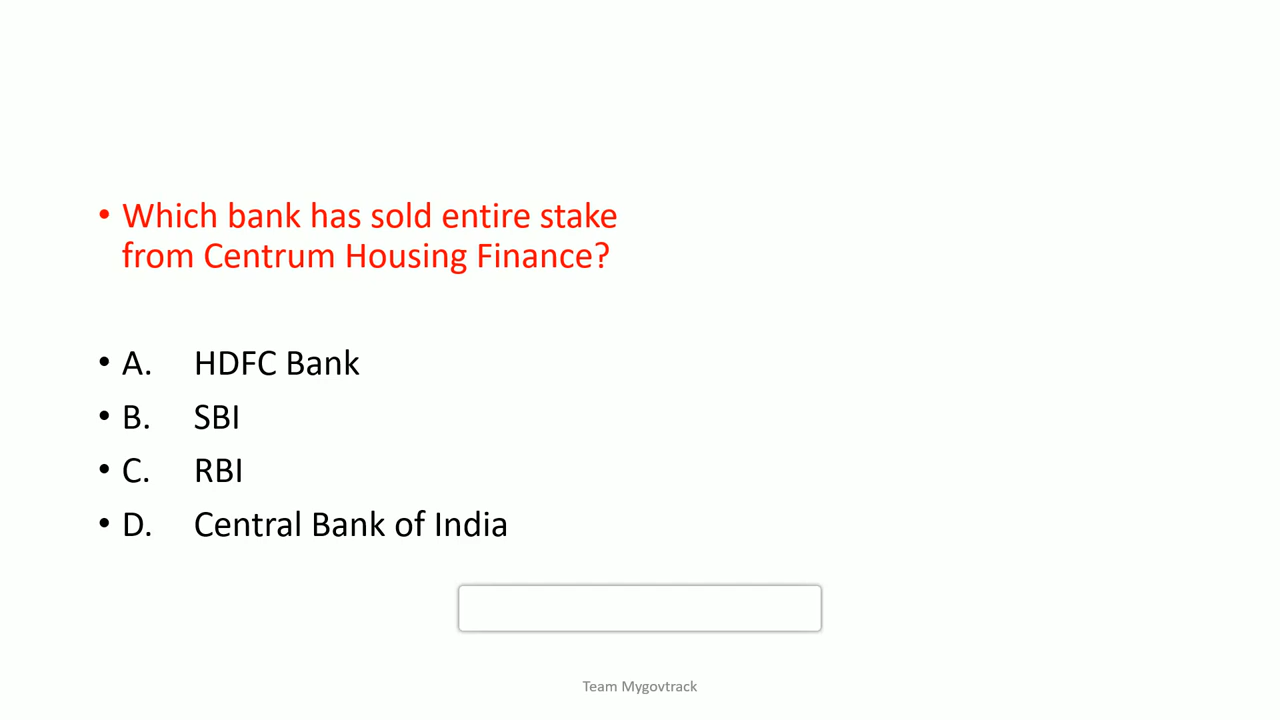 • Which bank has sold entire stake
from Centrum Housing Finance?
• A. HDFC Bank
• B. SBI
• C. RBI
• D. Central Bank of India
Team Mygovtrack